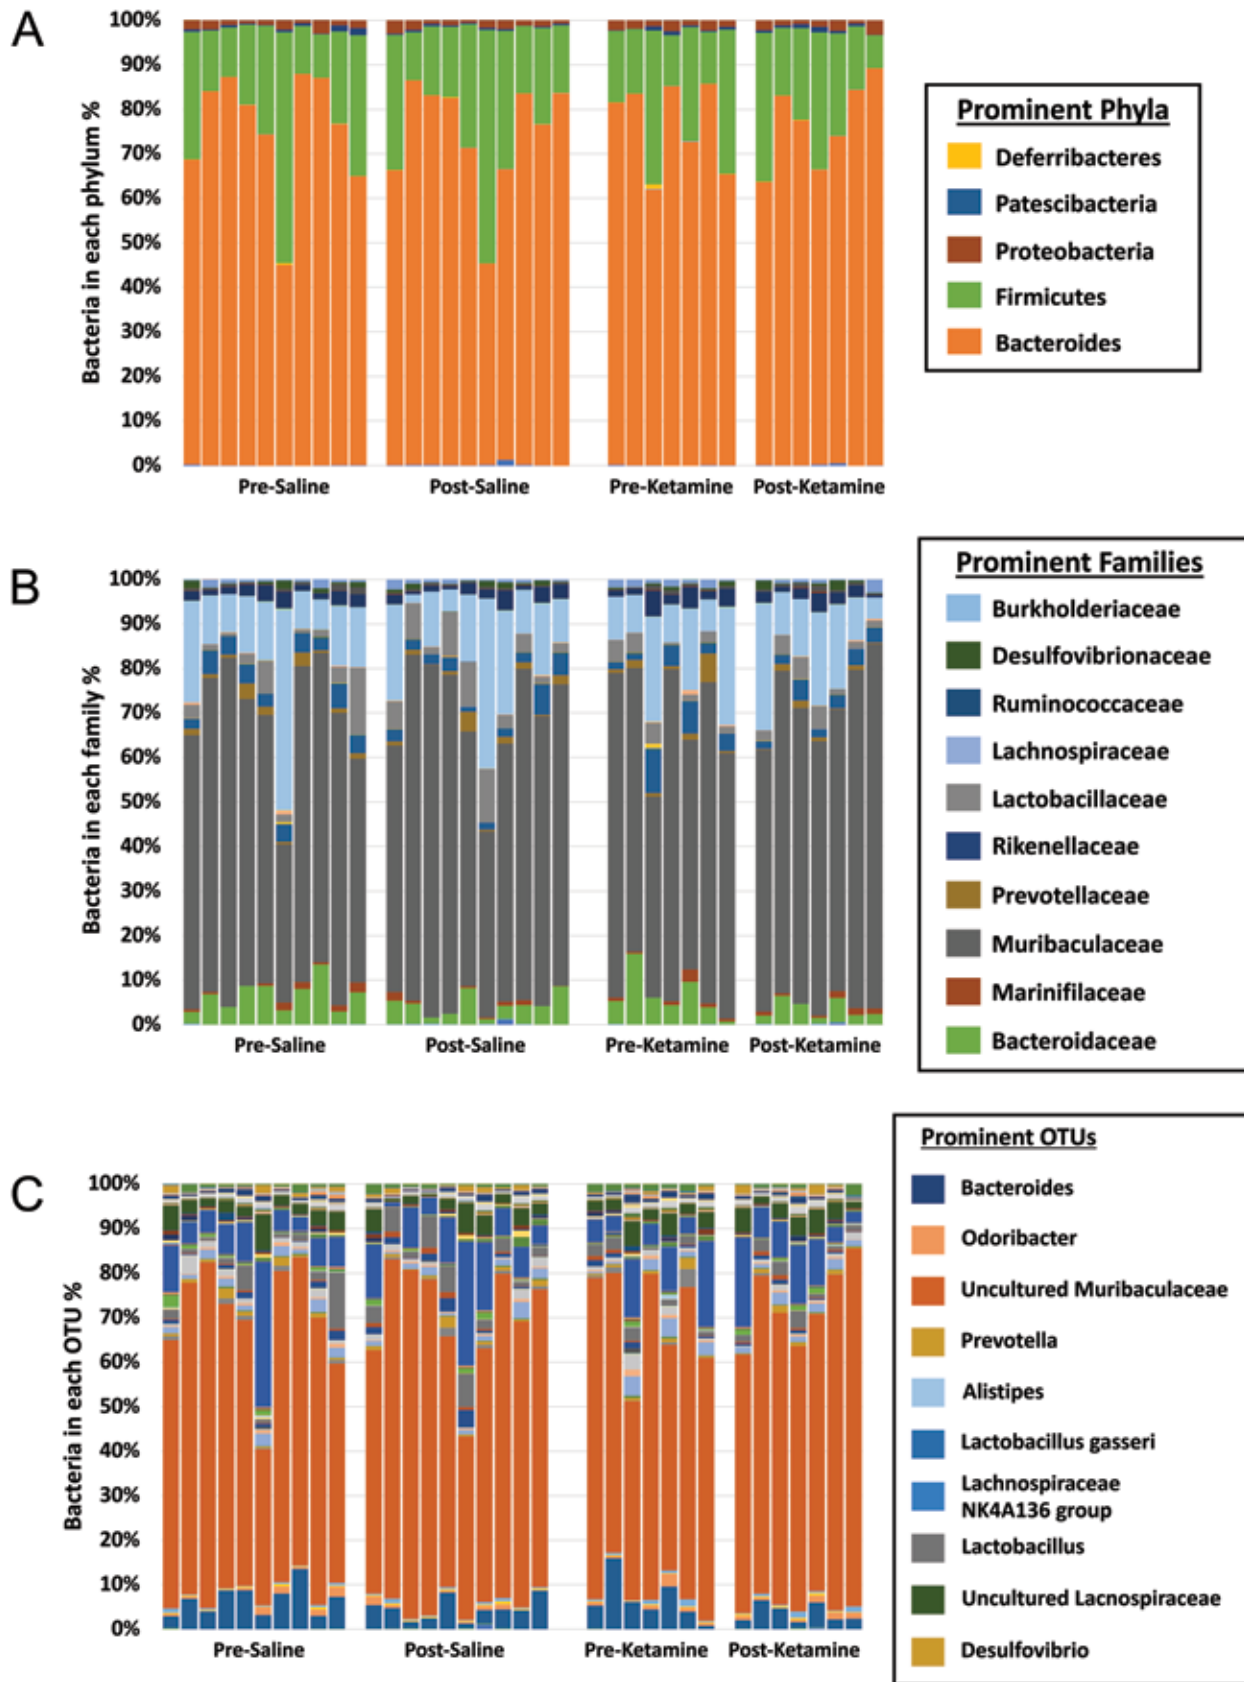 A
Bacteria in each phylum %
100%
90%
80%
70%
60%
50%
40%
30%
20%
10%
0%
Pre-Saline
Post-Saline
Pre-Ketamine
Post-Ketamine
Prominent Phyla
Deferribacteres
Patescibacteria
Proteobacteria
Firmicutes
Bacteroides
B
Bacteria in each family %
100%
90%
80%
70%
60%
50%
40%
30%
20%
10%
0%
Pre-Saline
Post-Saline
Pre-Ketamine
Post-Ketamine
Prominent Families
Burkholderiaceae
Desulfovibrionaceae
Ruminococcaceae
Lachnospiraceae
Lactobacillaceae
Rikenellaceae
Prevotellaceae
Muribaculaceae
Marinifilaceae
Bacteroidaceae
C
Bacteria in each OTU %
100%
90%
80%
70%
60%
50%
40%
30%
20%
10%
0%
Pre-Saline
Post-Saline
Pre-Ketamine
Post-Ketamine
Prominent OTUs
Bacteroides
Odoribacter
Uncultured Muribaculaceae
Prevotella
Alistipes
Lactobacillus gasseri
Lachnospiraceae
NK4A136 group
Lactobacillus
Uncultured Lacnospiraceae
Desulfovibrio